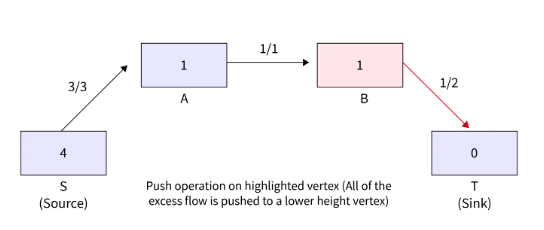 1/1
3/3
1
1
1/2
A
B
4
0
S
(Source)
Push operation on highlighted vertex (All of the
excess flow is pushed to a lower height vertex)
T
(Sink)